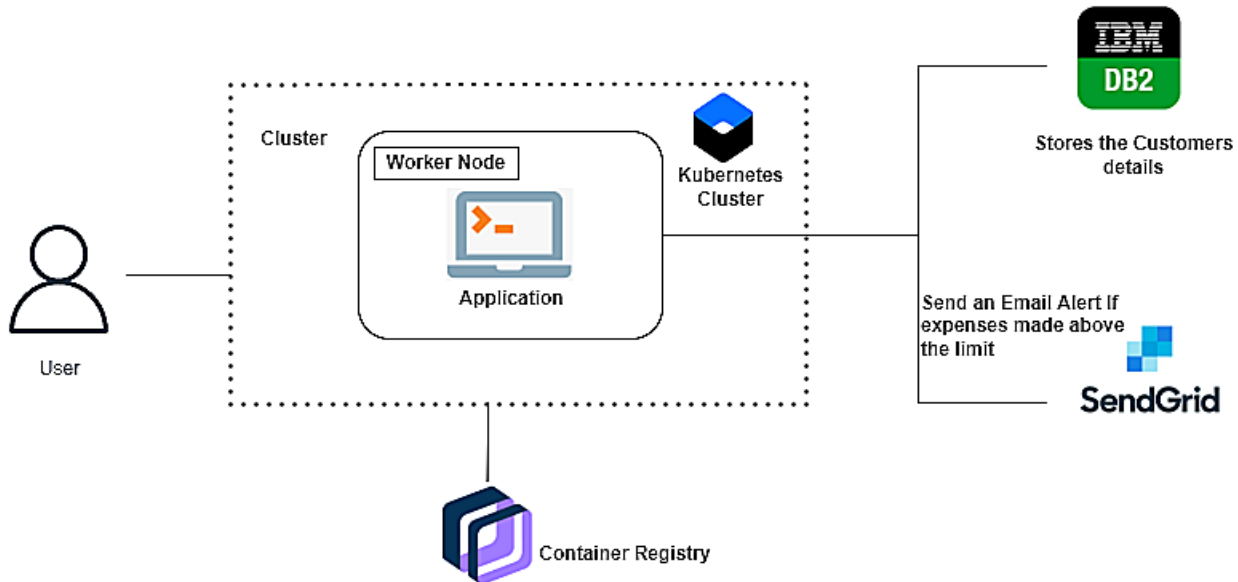 IBM
DB2
Stores the Customers
details
Cluster
Worker Node
Kubernetes
Cluster
>_
Application
User
Send an Email Alert If
expenses made above
the limit
SendGrid
Container Registry